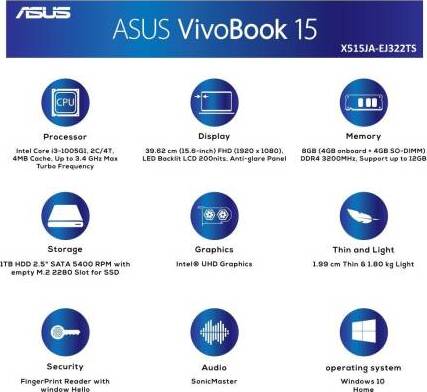 ASUS
ASUS VivoBook 15
X515JA-EJ322TS
CPU
Processor
Intel Core i3-1005G1, 2C/4T,
4MB Cache, Up to 3.4 GHz Max
Turbo Frequency
Display
39.62 cm (15.6-inch) FHD (1920 x 1080),
LED Backlit LCD 200nits, Anti-glare Panel
Memory
8GB (4GB onboard + 4GB SO-DIMM)
DDR4 3200MHz, Support up to 12GB
Storage
1TB HDD 2.5" SATA 5400 RPM with
empty M.2 2280 Slot for SSD
Graphics
Intel® UHD Graphics
Thin and Light
1.99 cm Thin & 1.80 kg Light
Security
FingerPrint Reader with
window Hello
Audio
SonicMaster
operating system
Windows 10
Home